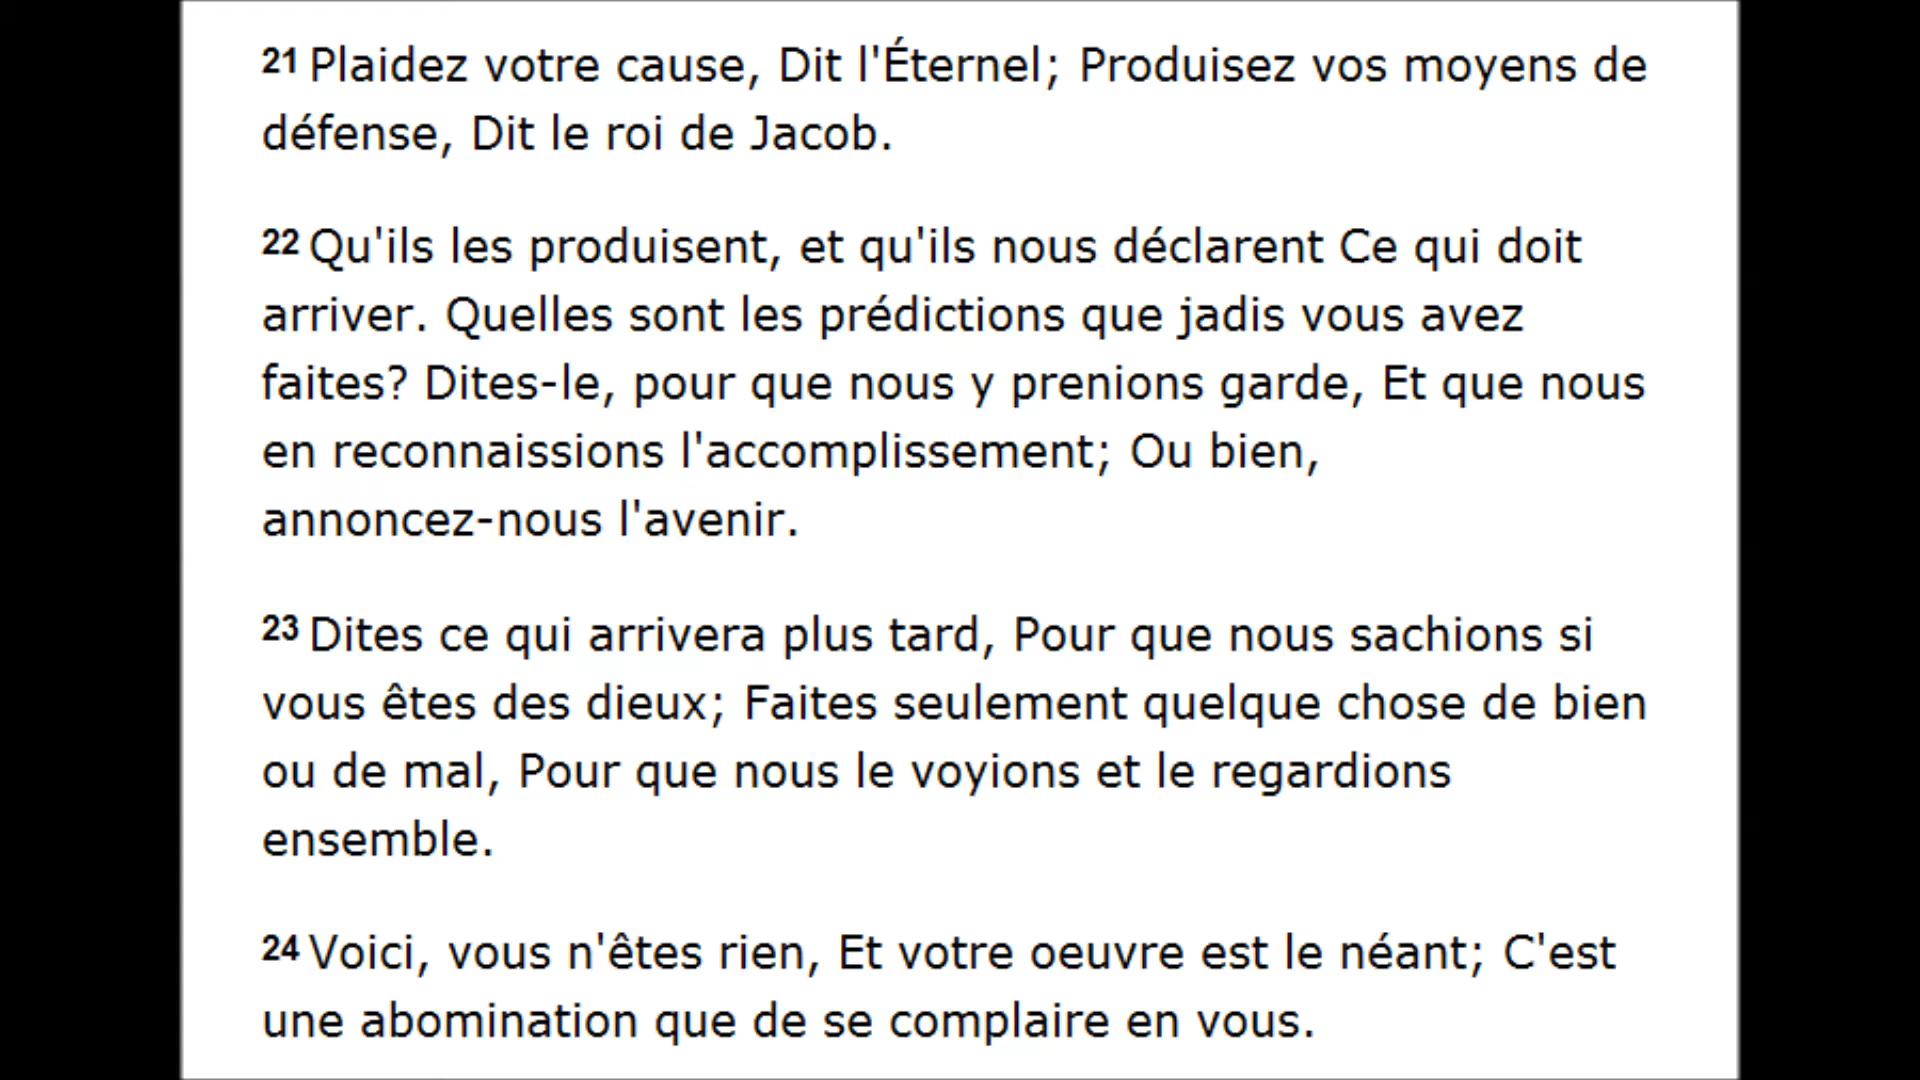 21 Plaidez votre cause, Dit l'Éternel; Produisez vos moyens de
défense, Dit le roi de Jacob.
22 Qu'ils les produisent, et qu'ils nous déclarent Ce qui doit
arriver. Quelles sont les prédictions que jadis vous avez
faites? Dites-le, pour que nous y prenions garde, Et que nous
en reconnaissions l'accomplissement; Ou bien,
annoncez-nous l'avenir.
23 Dites ce qui arrivera plus tard, Pour que nous sachions si
vous êtes des dieux; Faites seulement quelque chose de bien
ou de mal, Pour que nous le voyions et le regardions
ensemble.
24 Voici, vous n'êtes rien, Et votre oeuvre est le néant; C'est
une abomination que de se complaire en vous.